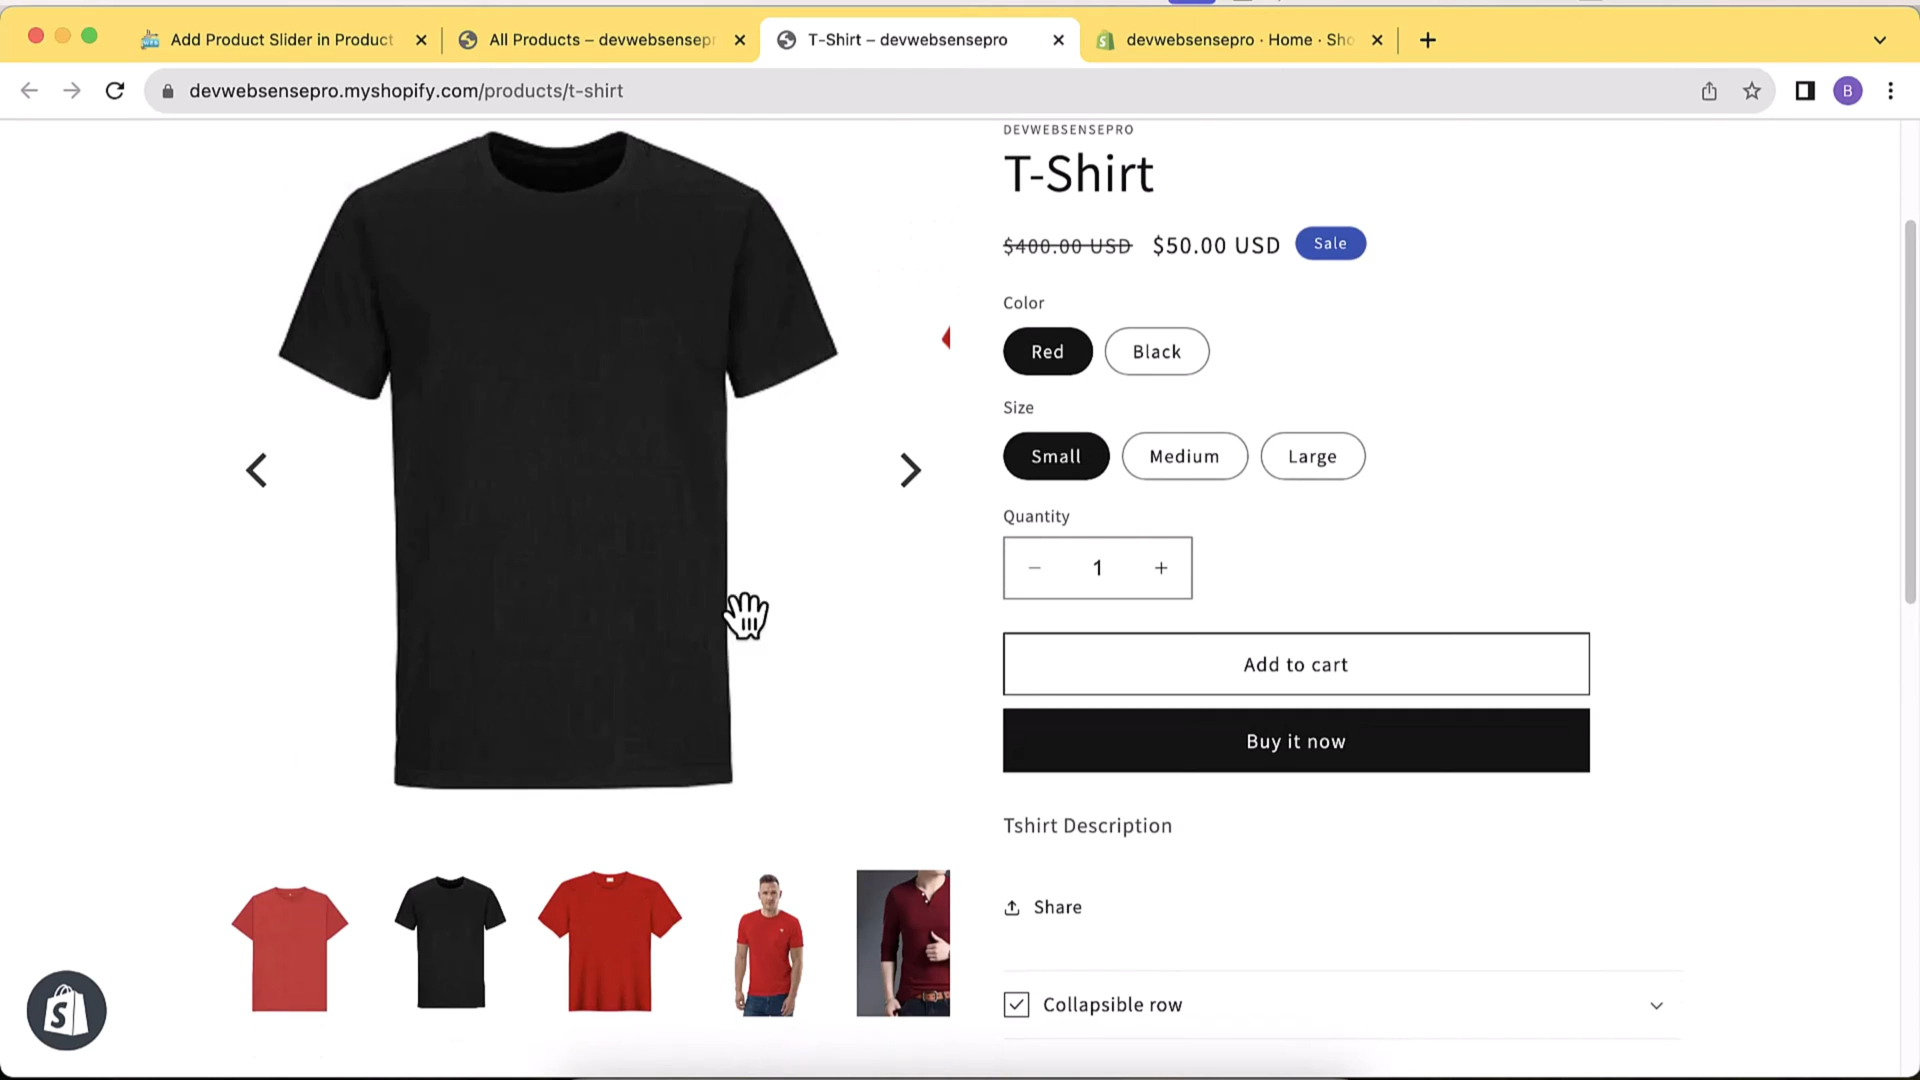 Add Product Slider in Product
All Products – devwebsensepr
T-Shirt – devwebsensepro
devwebsensepro · Home · Sho
devwebsensepro.myshopify.com/products/t-shirt
B
DEVWEBSENSEPRO
T-Shirt
$400.00 USD $50.00 USD Sale
Color
Red Black
Size
Small Medium Large
Quantity
− 1 +
Add to cart
Buy it now
Tshirt Description
Share
Collapsible row